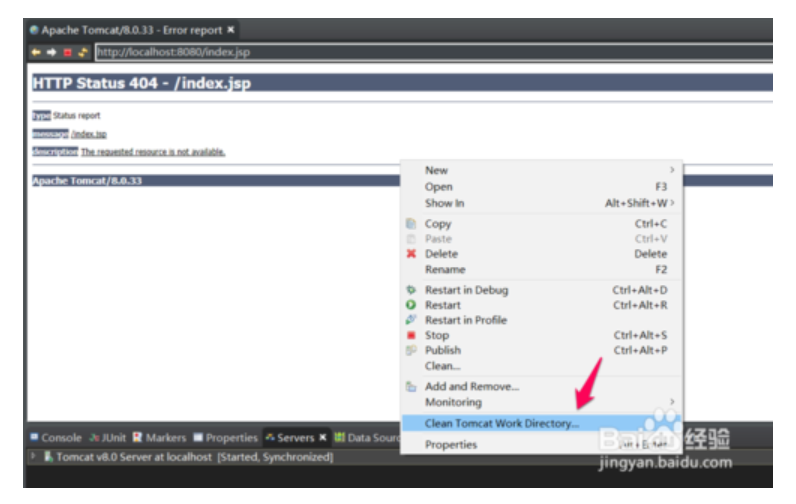 Apache Tomcat/8.0.33 - Error report
http://localhost:8080/index.jsp
HTTP Status 404 - /index.jsp
type Status report
message /index.jsp
description The requested resource is not available.
Apache Tomcat/8.0.33
New
Open F3
Show In Alt+Shift+W
Copy Ctrl+C
Paste Ctrl+V
Delete Delete
Rename F2
Restart in Debug Ctrl+Alt+D
Restart Ctrl+Alt+R
Restart in Profile
Stop Ctrl+Alt+S
Publish Ctrl+Alt+P
Clean...
Add and Remove...
Monitoring
Clean Tomcat Work Directory...
Properties
Console JUnit Markers Properties Servers Data Sourc
Tomcat v8.0 Server at localhost [Started, Synchronized]
Bai 经验
jingyan.baidu.com